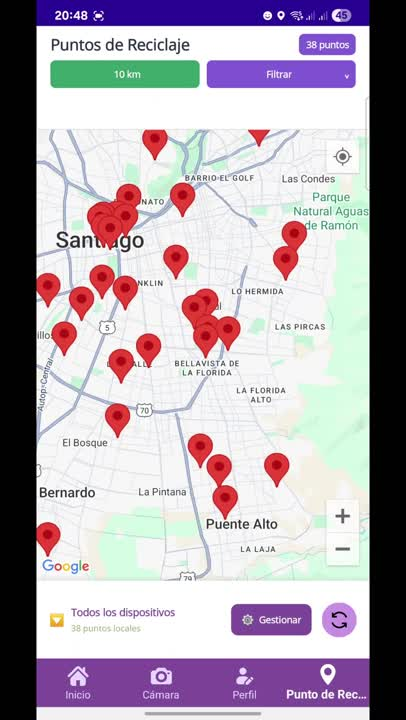 20:48
45
Puntos de Reciclaje
38 puntos
10 km
Filtrar
BARRIO EL GOLF
Las Condes
NATO
Parque
Natural Aguas
de Ramón
Santiago
NKLIN
LO HERMIDA
5
LAS PIRCAS
BELLAVISTA DE
LA FLORIDA
Autop. Central
LA FLORIDA
ALTO
70
El Bosque
Bernardo
La Pintana
Puente Alto
LA LAJA
Google
79
Todos los dispositivos
38 puntos locales
Gestionar
Inicio
Cámara
Perfil
Punto de Rec...